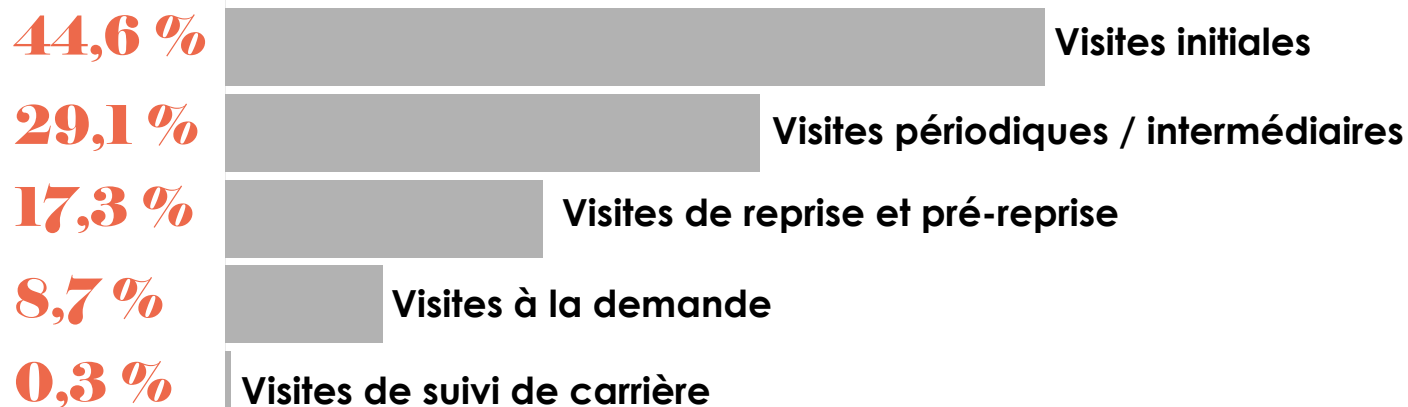 44,6 % Visites initiales
29,1 % Visites périodiques / intermédiaires
17,3 % Visites de reprise et pré-reprise
8,7 % Visites à la demande
0,3 % Visites de suivi de carrière